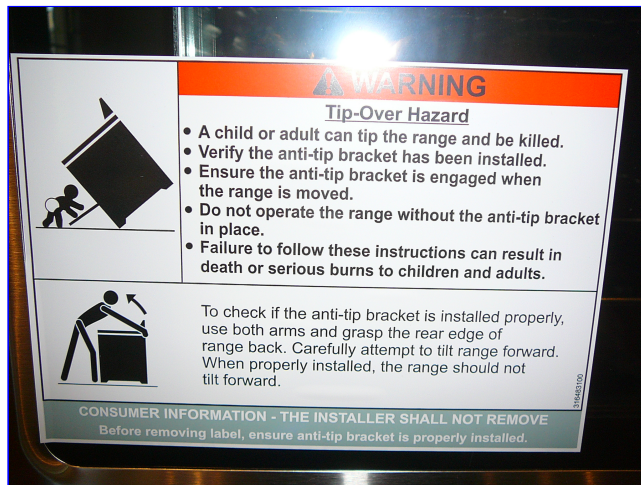 WARNING
Tip-Over Hazard
• A child or adult can tip the range and be killed.
• Verify the anti-tip bracket has been installed.
• Ensure the anti-tip bracket is engaged when
the range is moved.
• Do not operate the range without the anti-tip bracket
in place.
• Failure to follow these instructions can result in
death or serious burns to children and adults.
To check if the anti-tip bracket is installed properly,
use both arms and grasp the rear edge of
range back. Carefully attempt to tilt range forward.
When properly installed, the range should not
tilt forward.
316483100
CONSUMER INFORMATION - THE INSTALLER SHALL NOT REMOVE
Before removing label, ensure anti-tip bracket is properly installed.